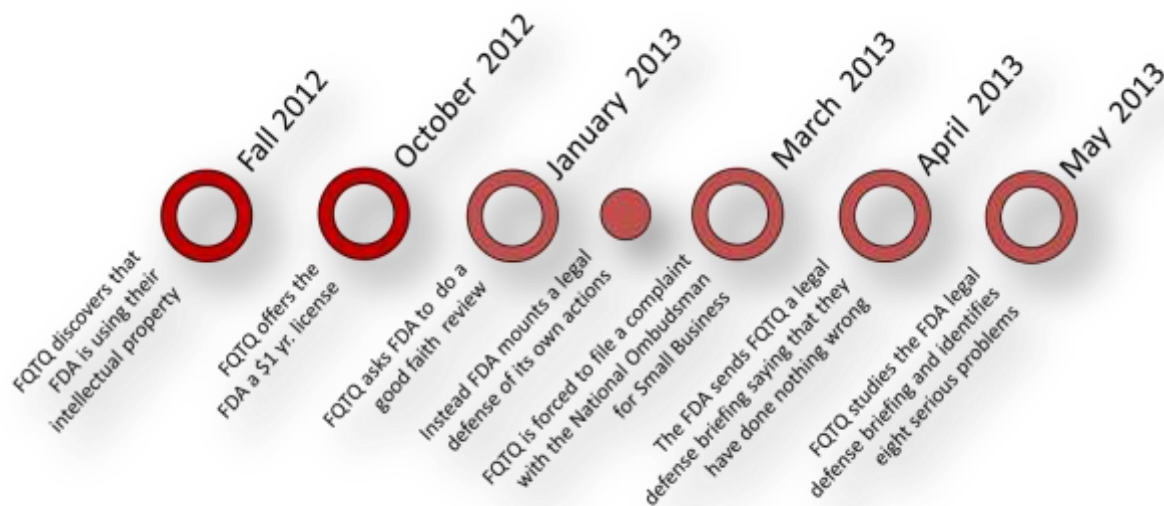 Fall 2012
FQTQ discovers that
FDA is using their
intellectual property
October 2012
FQTQ offers the
FDA a $1 yr. license
January 2013
FQTQ asks FDA to do a
good faith review
Instead FDA mounts a legal
defense of its own actions
March 2013
FQTQ is forced to file a complaint
with the National Ombudsman
for Small Business
April 2013
The FDA sends FQTQ a legal
defense briefing saying that they
have done nothing wrong
May 2013
FQTQ studies the FDA legal
defense briefing and identifies
eight serious problems